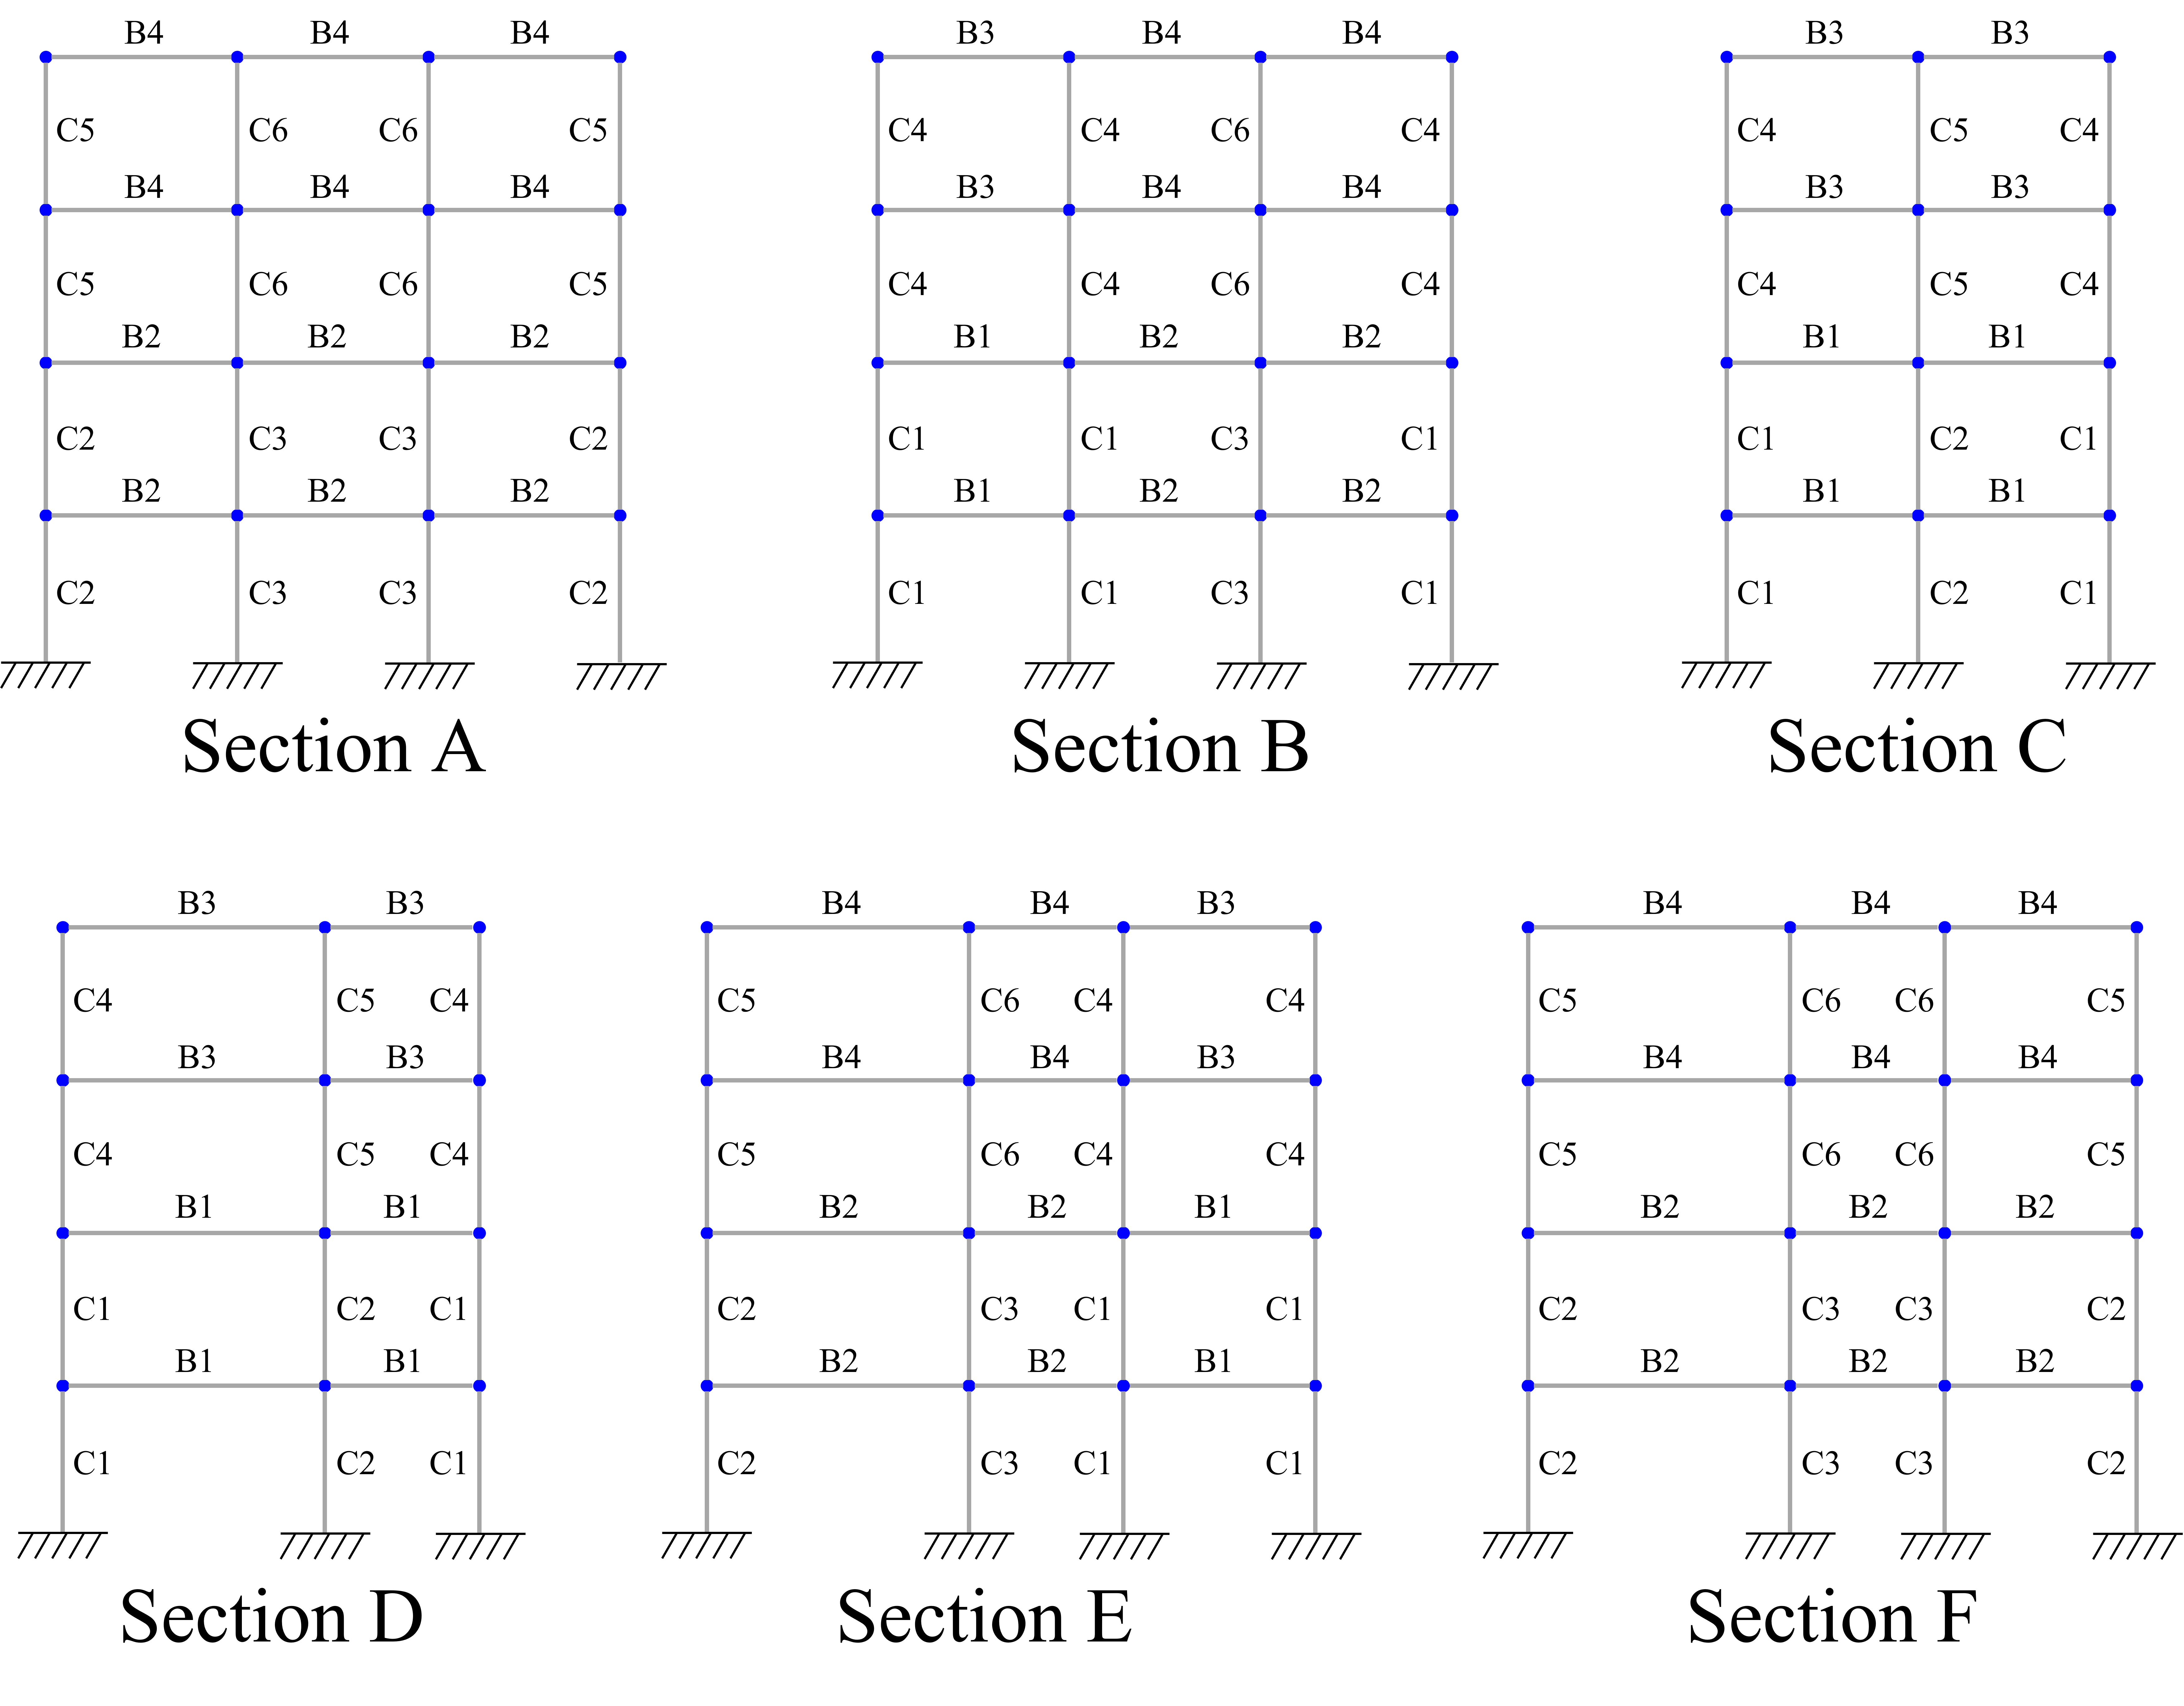 B4 B4 B4
C5 C6 C6 C5
B4 B4 B4
C5 C6 C6 C5
B2 B2 B2
C2 C3 C3 C2
B2 B2 B2
C2 C3 C3 C2
Section A
B3 B4 B4
C4 C4 C6 C4
B3 B4 B4
C4 C4 C6 C4
B1 B2 B2
C1 C1 C3 C1
B1 B2 B2
C1 C1 C3 C1
Section B
B3 B3
C4 C5 C4
B3 B3
C4 C5 C4
B1 B1
C1 C2 C1
B1 B1
C1 C2 C1
Section C
B3 B3
C4 C5 C4
B3 B3
C4 C5 C4
B1 B1
C1 C2 C1
B1 B1
C1 C2 C1
Section D
B4 B4 B3
C5 C6 C4 C4
B4 B4 B3
C5 C6 C4 C4
B2 B2 B1
C2 C3 C1 C1
B2 B2 B1
C2 C3 C1 C1
Section E
B4 B4 B4
C5 C6 C6 C5
B4 B4 B4
C5 C6 C6 C5
B2 B2 B2
C2 C3 C3 C2
B2 B2 B2
C2 C3 C3 C2
Section F